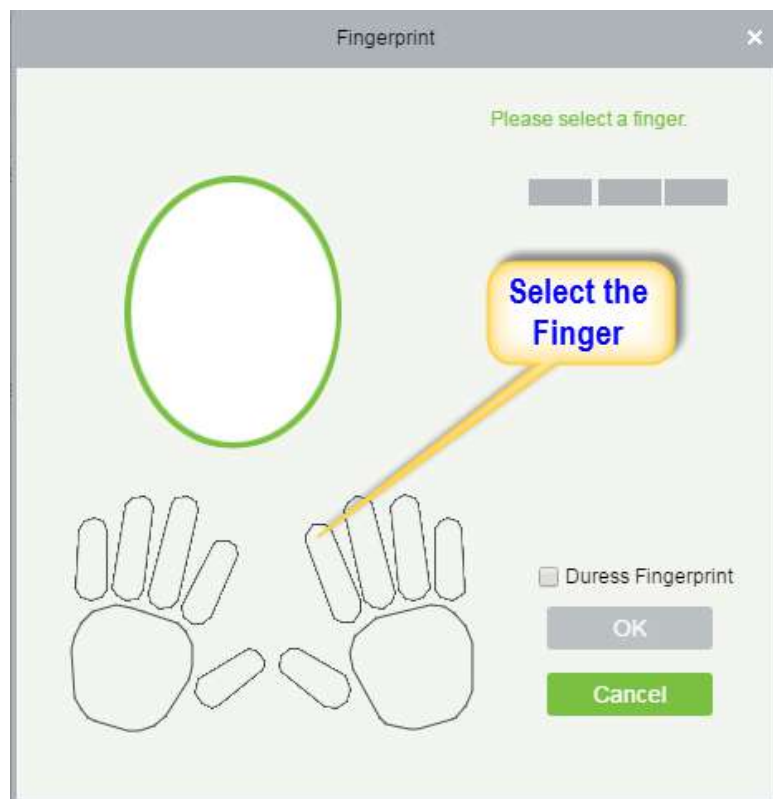 Fingerprint
Please select a finger.
Select the
Finger
Duress Fingerprint
OK
Cancel